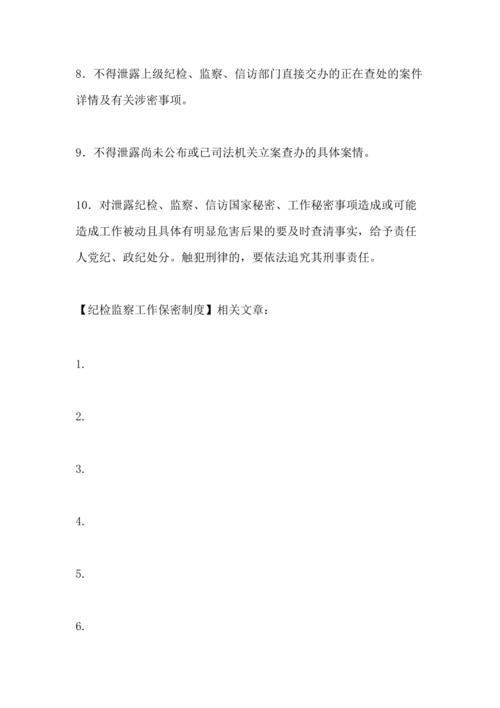 8．不得泄露上级纪检、监察、信访部门直接交办的正在查处的案件
详情及有关涉密事项。
9．不得泄露尚未公布或已司法机关立案查办的具体案情。
10．对泄露纪检、监察、信访国家秘密、工作秘密事项造成或可能
造成工作被动且具体有明显危害后果的要及时查清事实，给予责任
人党纪、政纪处分。触犯刑律的，要依法追究其刑事责任。
【纪检监察工作保密制度】相关文章：
1.
2.
3.
4.
5.
6.